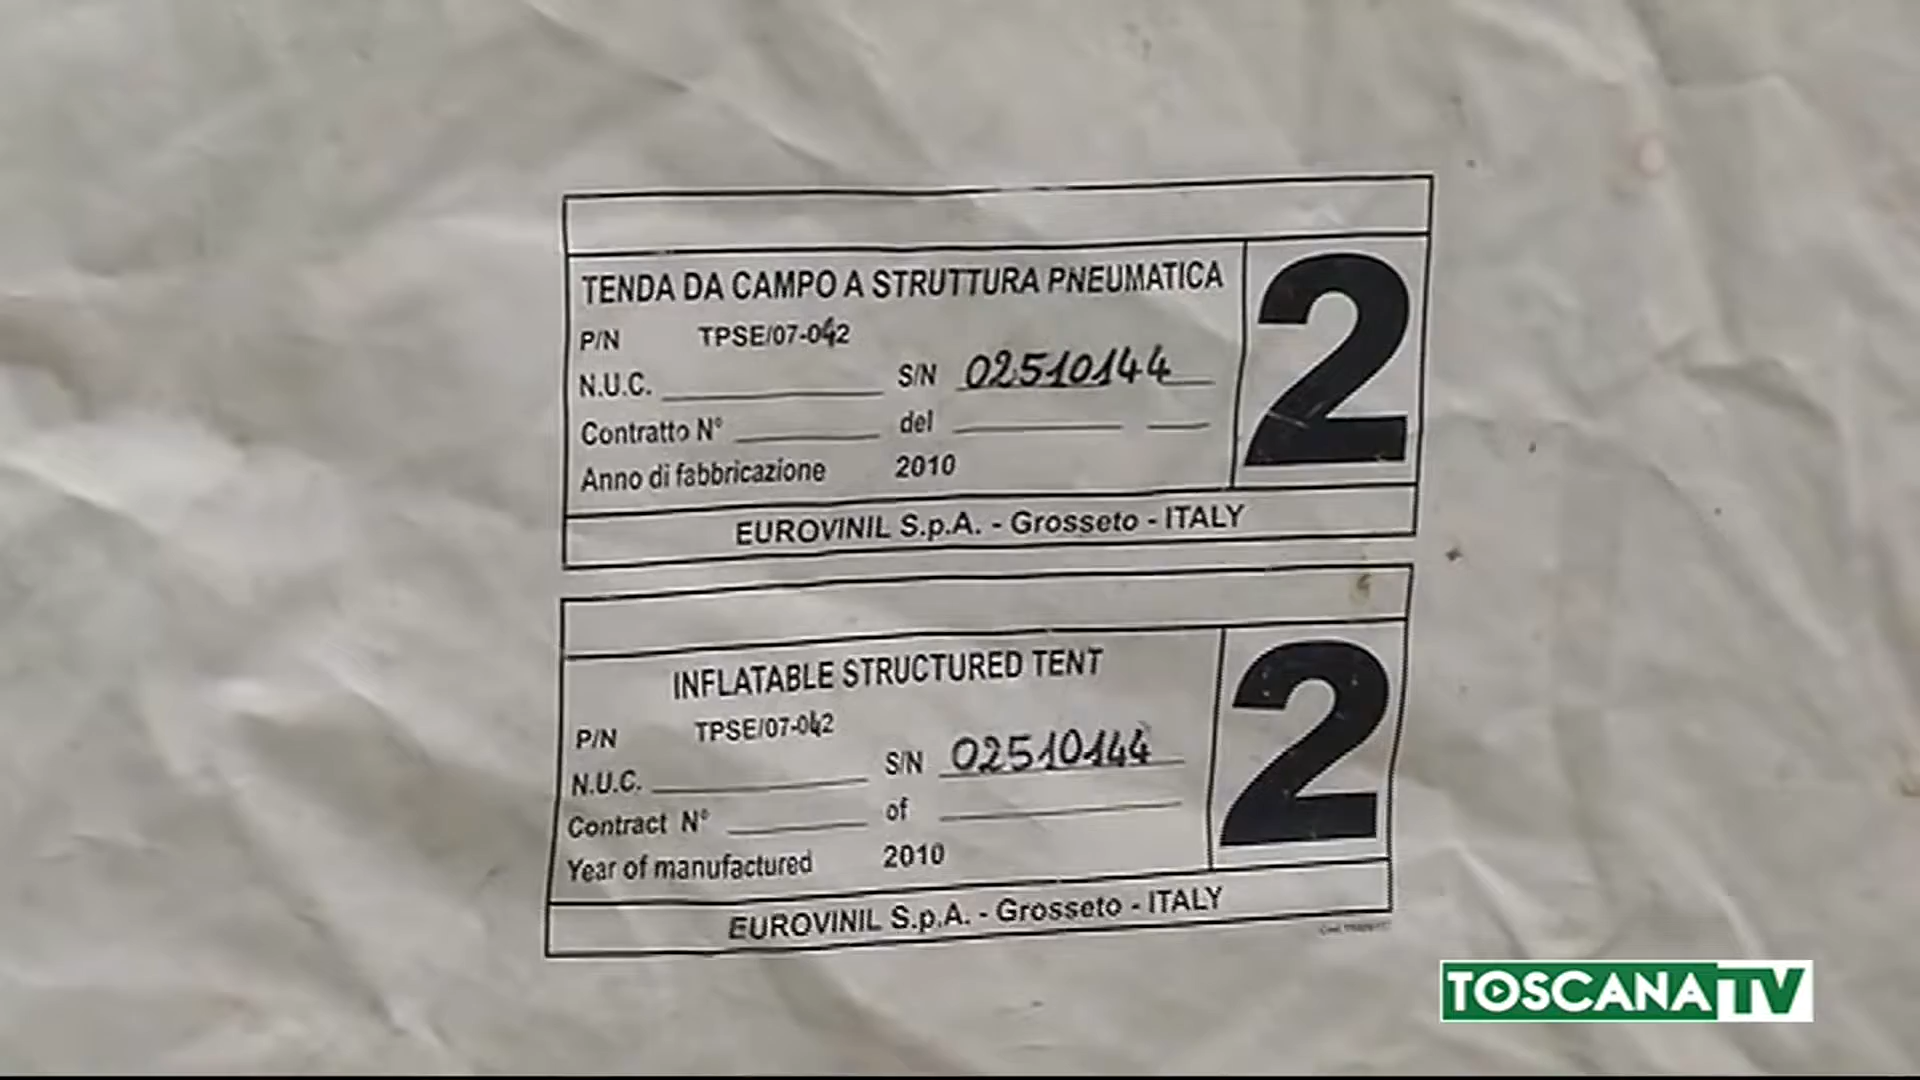 TENDA DA CAMPO A STRUTTURA PNEUMATICA
2
P/N TPSE/07-042
S/N 02510144
N.U.C.
Contratto N° del
Anno di fabbricazione 2010
EUROVINIL S.p.A. - Grosseto - ITALY
INFLATABLE STRUCTURED TENT
2
P/N TPSE/07-042
S/N 02510144
N.U.C.
Contract N° of
Year of manufactured 2010
EUROVINIL S.p.A. - Grosseto - ITALY
TOSCANA TV